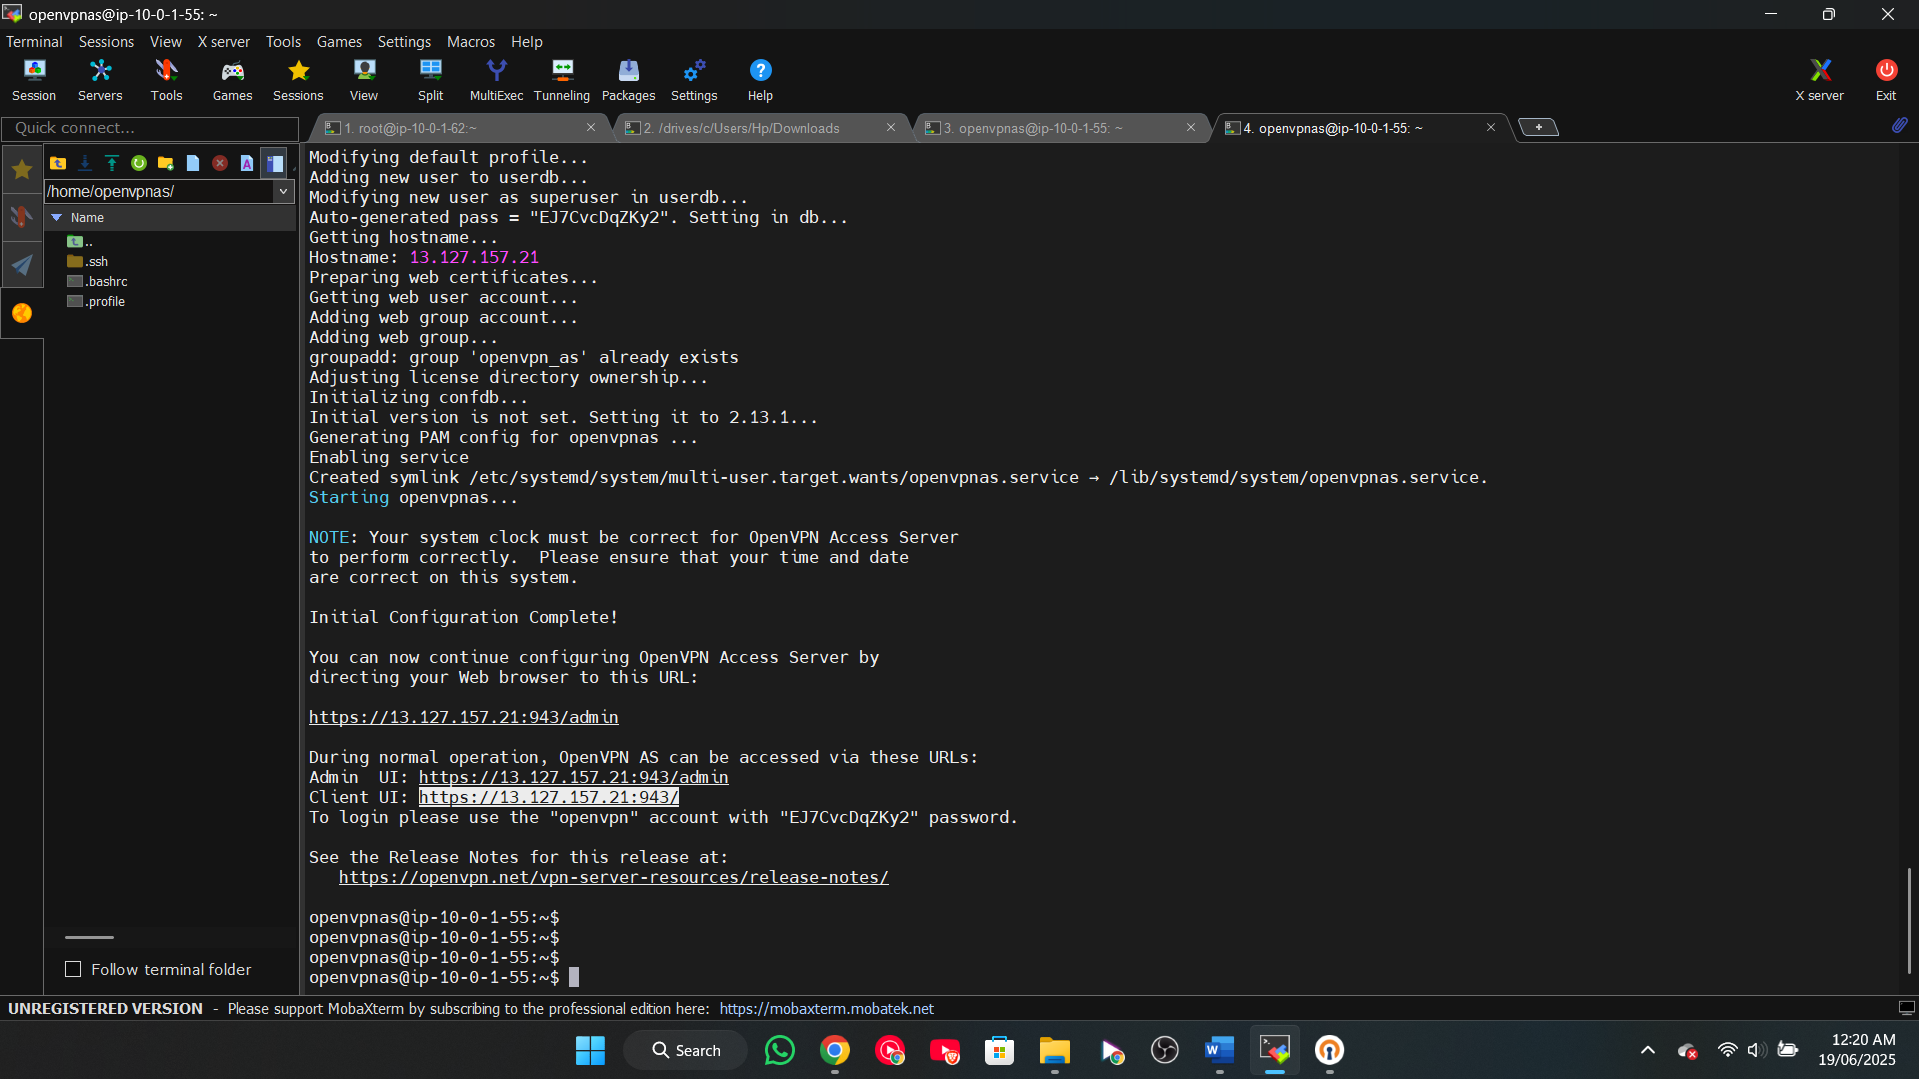 openvpnas@ip-10-0-1-55: ~
Terminal Sessions View X server Tools Games Settings Macros Help
Session Servers Tools Games Sessions View Split MultiExec Tunneling Packages Settings Help X server Exit
Quick connect...
1. root@ip-10-0-1-62:~
2. /drives/c/Users/Hp/Downloads
3. openvpnas@ip-10-0-1-55: ~
4. openvpnas@ip-10-0-1-55: ~
/home/openvpnas/
Name
..
.ssh
.bashrc
.profile
Follow terminal folder
Modifying default profile...
Adding new user to userdb...
Modifying new user as superuser in userdb...
Auto-generated pass = "EJ7CvcDqZKy2". Setting in db...
Getting hostname...
Hostname: 13.127.157.21
Preparing web certificates...
Getting web user account...
Adding web group account...
Adding web group...
groupadd: group 'openvpn_as' already exists
Adjusting license directory ownership...
Initializing confdb...
Initial version is not set. Setting it to 2.13.1...
Generating PAM config for openvpnas ...
Enabling service
Created symlink /etc/systemd/system/multi-user.target.wants/openvpnas.service → /lib/systemd/system/openvpnas.service.
Starting openvpnas...
NOTE: Your system clock must be correct for OpenVPN Access Server
to perform correctly.  Please ensure that your time and date
are correct on this system.
Initial Configuration Complete!
You can now continue configuring OpenVPN Access Server by
directing your Web browser to this URL:
https://13.127.157.21:943/admin
During normal operation, OpenVPN AS can be accessed via these URLs:
Admin  UI: https://13.127.157.21:943/admin
Client UI: https://13.127.157.21:943/
To login please use the "openvpn" account with "EJ7CvcDqZKy2" password.
See the Release Notes for this release at:
https://openvpn.net/vpn-server-resources/release-notes/
openvpnas@ip-10-0-1-55:~$
openvpnas@ip-10-0-1-55:~$
openvpnas@ip-10-0-1-55:~$
openvpnas@ip-10-0-1-55:~$
UNREGISTERED VERSION - Please support MobaXterm by subscribing to the professional edition here: https://mobaxterm.mobatek.net
Search
12:20 AM
19/06/2025